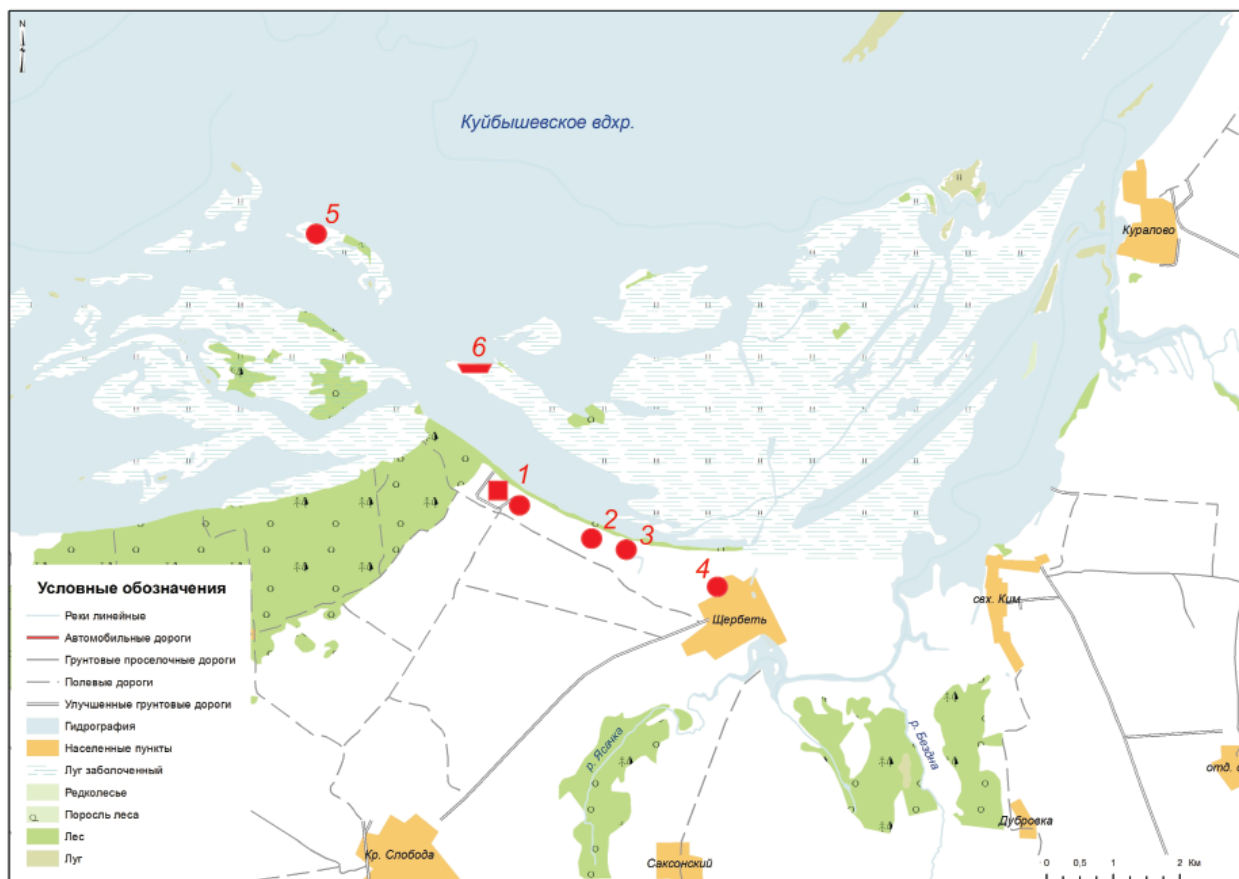 N
Куйбышевское вдхр.
5
Куралово
6
1
2
3
4
Щербеть
свх. Ким
Условные обозначения
Реки линейные
Автомобильные дороги
Грунтовые проселочные дороги
Полевые дороги
Улучшенные грунтовые дороги
Гидрография
Населенные пункты
Луг заболоченный
Редколесье
Поросль леса
Лес
Луг
р. Ясачка
р. Бездна
отд.
Дубровка
Кр. Слобода
Саксонский
0 0,5 1 2 Км